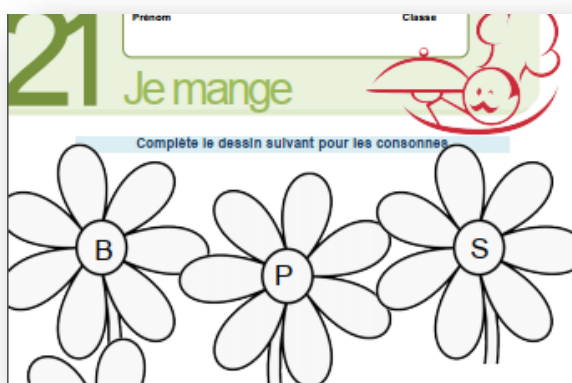 Prénom Classe
21
Je mange
Complète le dessin suivant pour les consonnes
B
P
S